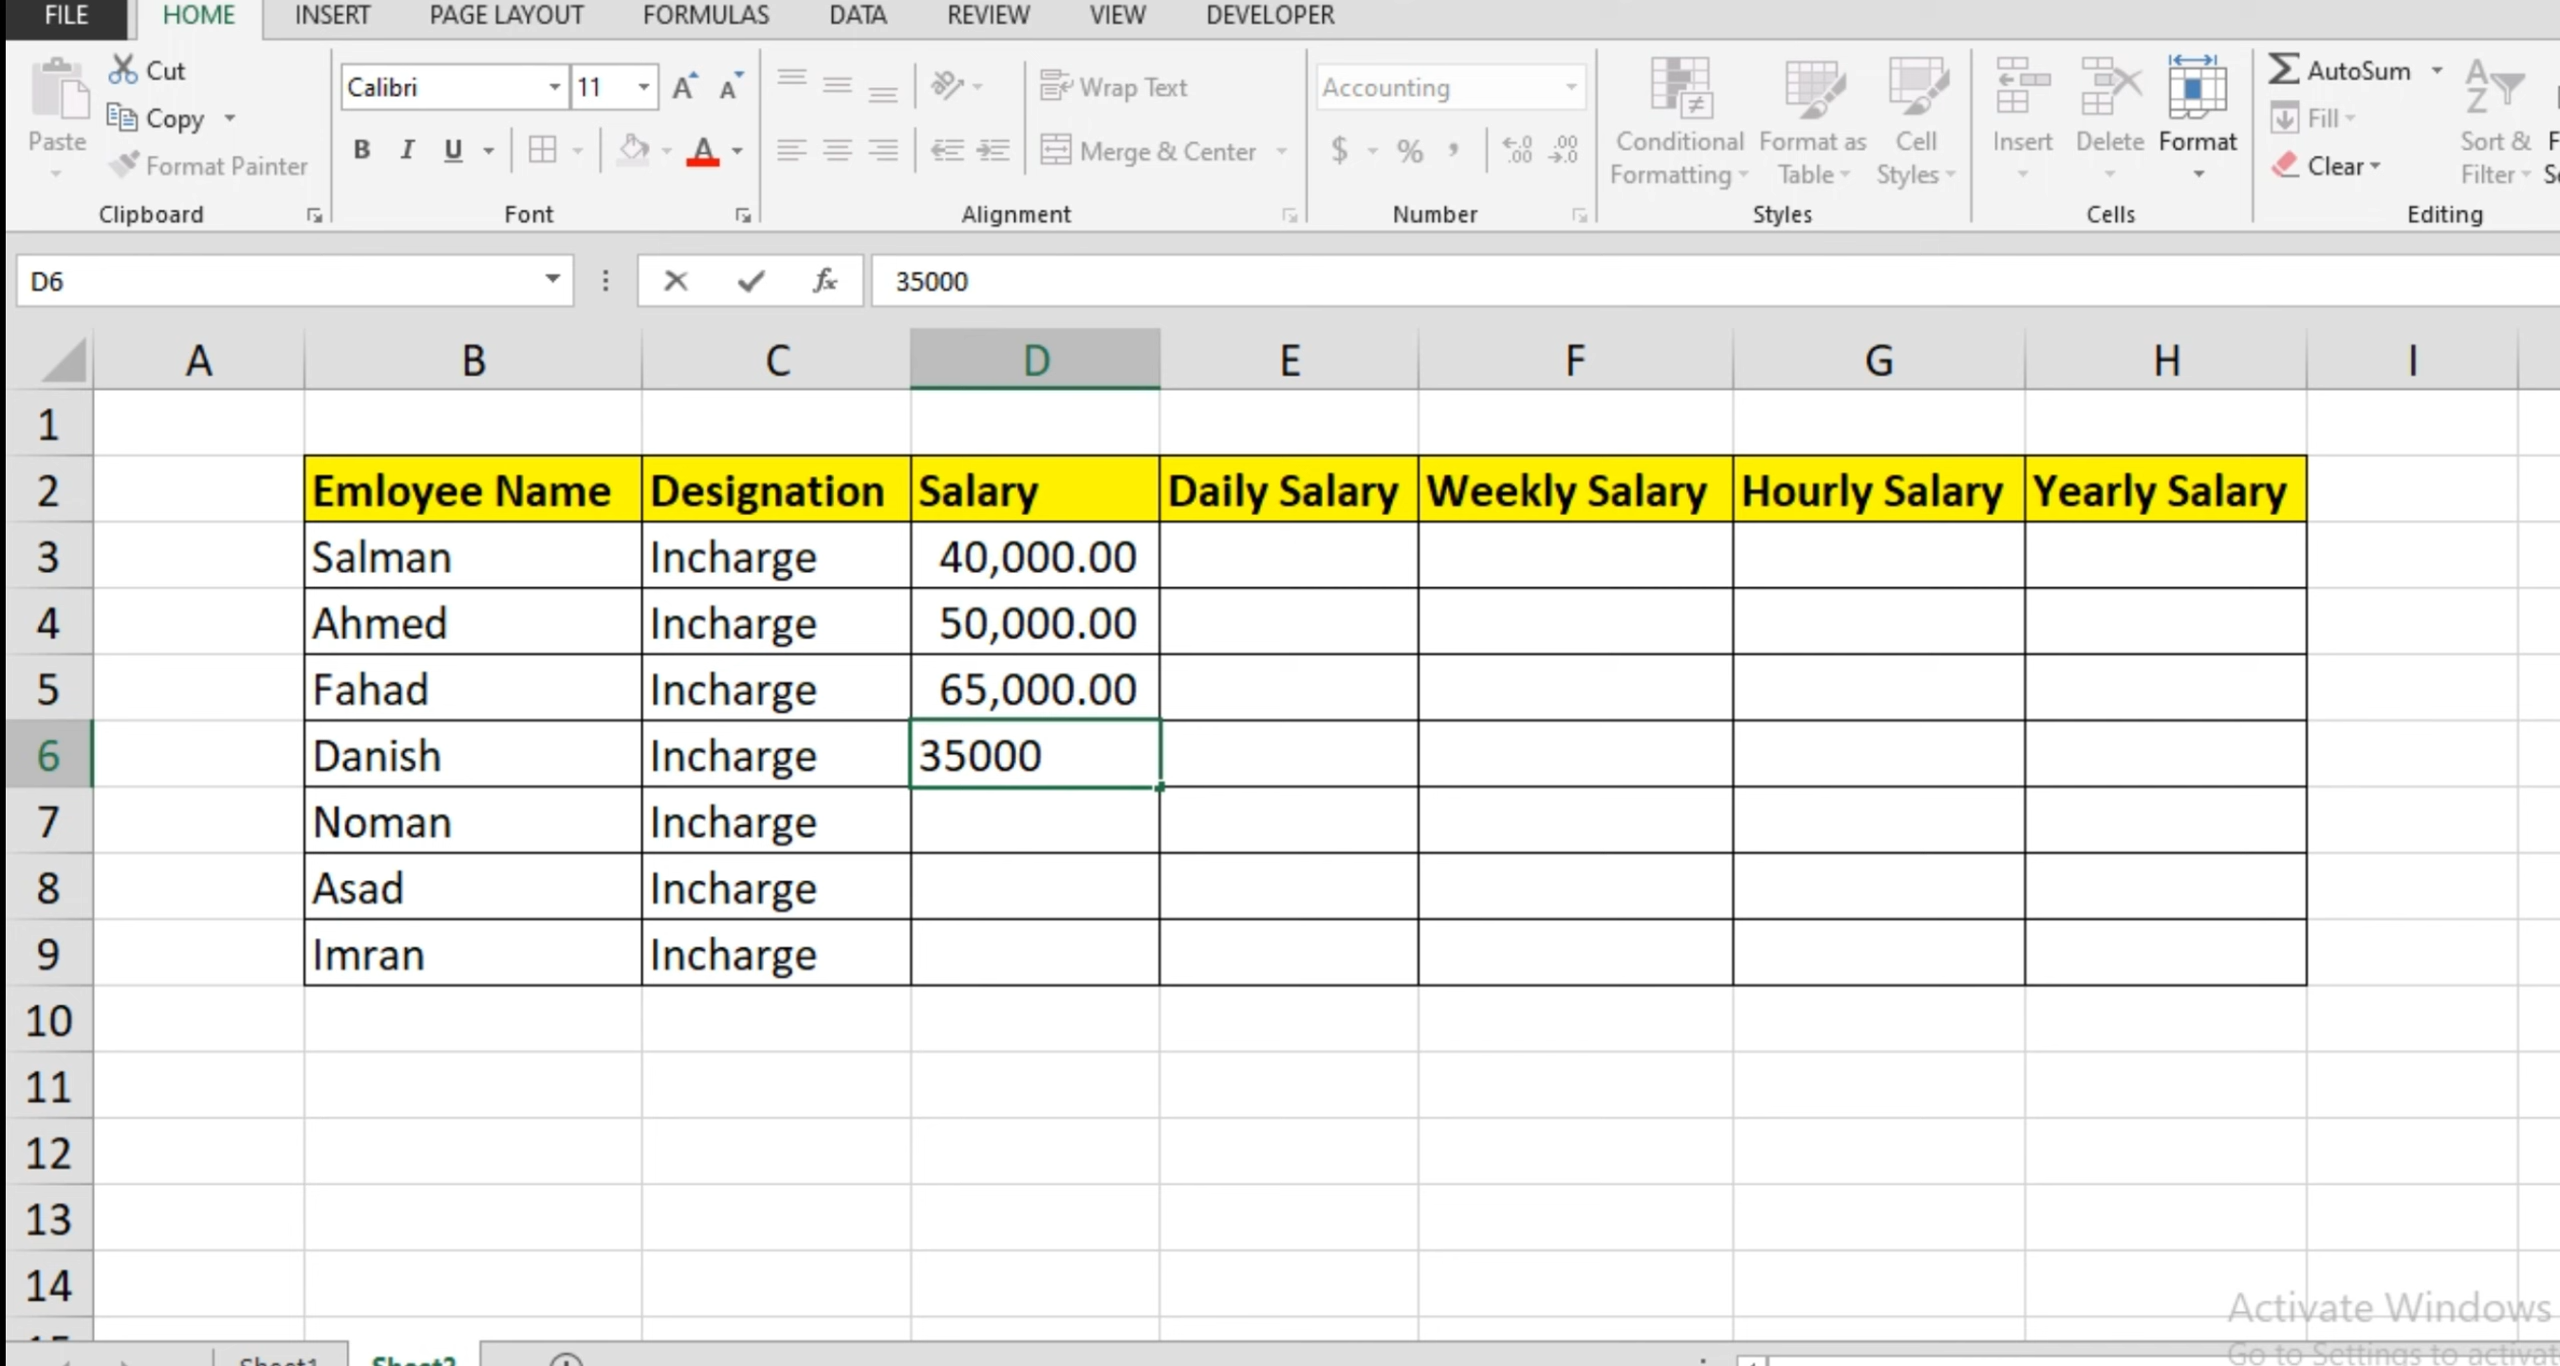 FILE HOME INSERT PAGE LAYOUT FORMULAS DATA REVIEW VIEW DEVELOPER
Cut
Copy
Format Painter
Paste
Clipboard
Calibri 11
B I U
Font
Wrap Text
Merge & Center
Alignment
Accounting
$ % ,
Number
Conditional Formatting
Format as Table
Cell Styles
Styles
Insert Delete Format
Cells
AutoSum
Fill
Clear
Sort & Filter
Editing
D6 fx 35000
A B C D E F G H I
1
2 Emloyee Name Designation Salary Daily Salary Weekly Salary Hourly Salary Yearly Salary
3 Salman Incharge 40,000.00
4 Ahmed Incharge 50,000.00
5 Fahad Incharge 65,000.00
6 Danish Incharge 35000
7 Noman Incharge
8 Asad Incharge
9 Imran Incharge
10
11
12
13
14
Activate Windows
Go to Settings to activat
Sheet1 Sheet2